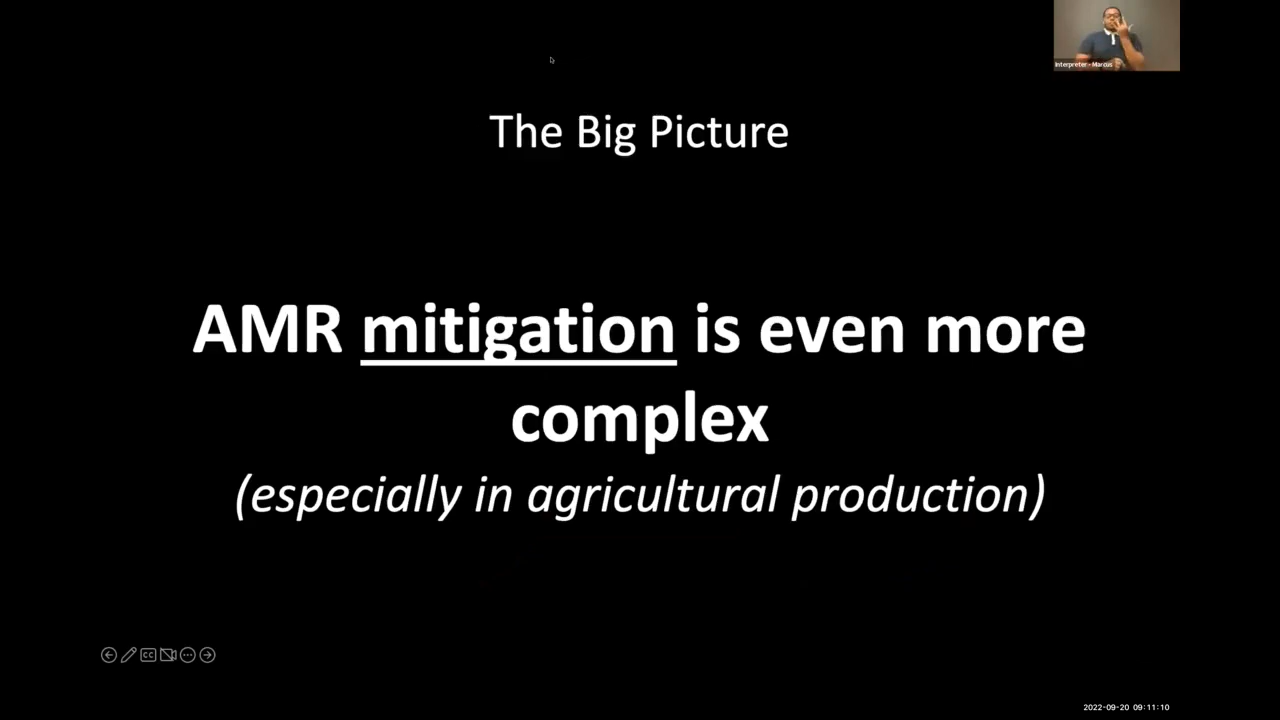 Interpreter - Marcus
The Big Picture
AMR mitigation is even more
complex
(especially in agricultural production)
CC
2022-09-20 09:11:10